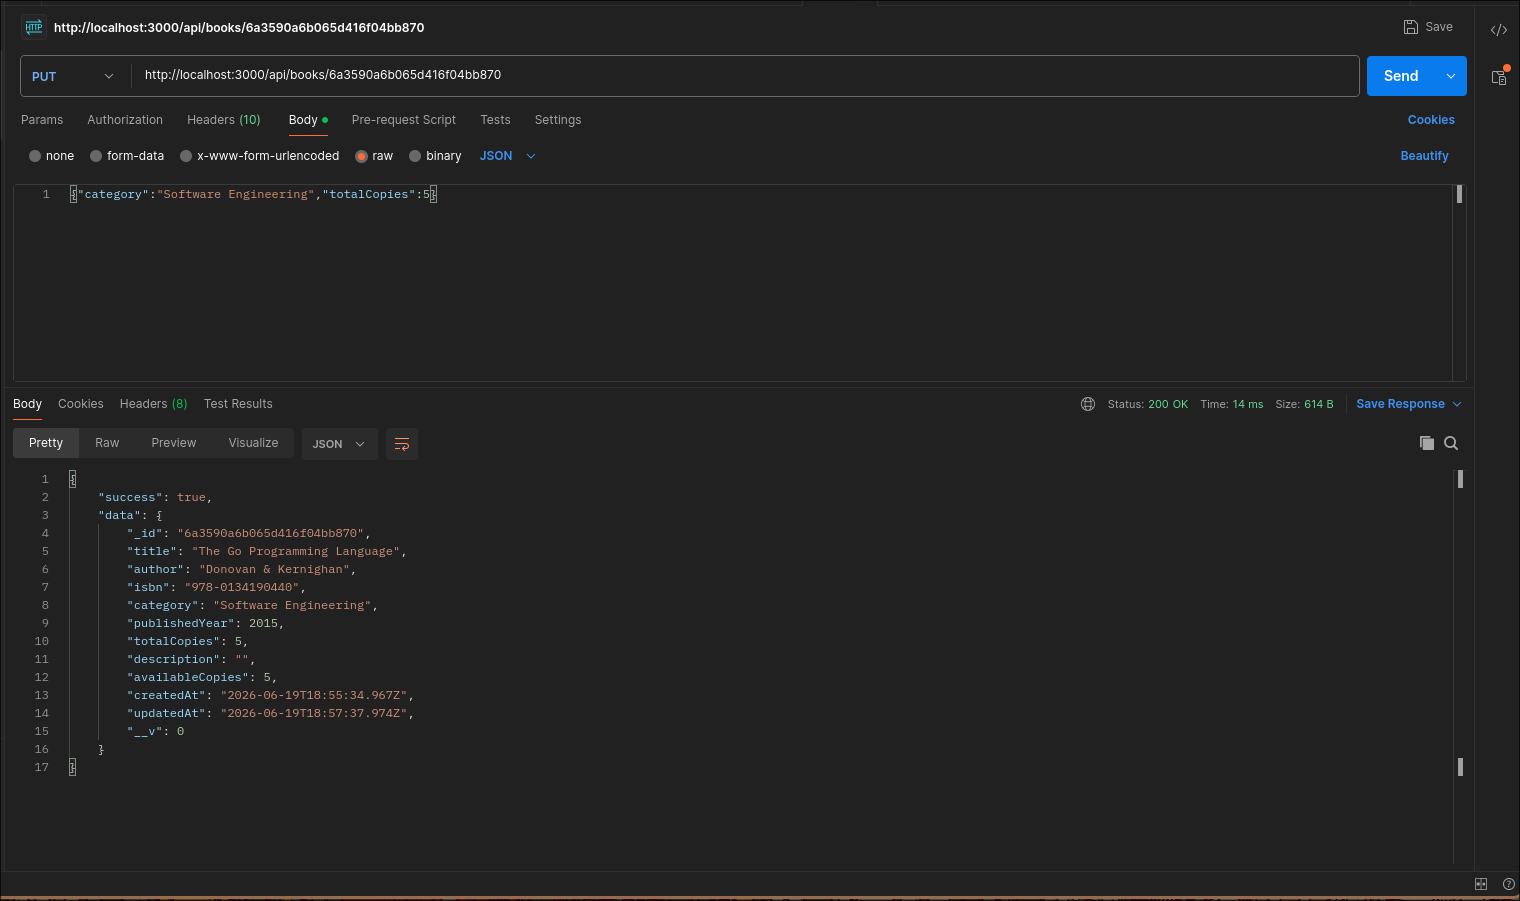 HTTP http://localhost:3000/api/books/6a3590a6b065d416f04bb870 Save
PUT http://localhost:3000/api/books/6a3590a6b065d416f04bb870 Send
Params Authorization Headers (10) Body Pre-request Script Tests Settings Cookies
none form-data x-www-form-urlencoded raw binary JSON Beautify
1 {"category":"Software Engineering","totalCopies":5}
Body Cookies Headers (8) Test Results Status: 200 OK Time: 14 ms Size: 614 B Save Response
Pretty Raw Preview Visualize JSON
1 {
2 "success": true,
3 "data": {
4 "_id": "6a3590a6b065d416f04bb870",
5 "title": "The Go Programming Language",
6 "author": "Donovan & Kernighan",
7 "isbn": "978-0134190440",
8 "category": "Software Engineering",
9 "publishedYear": 2015,
10 "totalCopies": 5,
11 "description": "",
12 "availableCopies": 5,
13 "createdAt": "2026-06-19T18:55:34.967Z",
14 "updatedAt": "2026-06-19T18:57:37.974Z",
15 "__v": 0
16 }
17 }